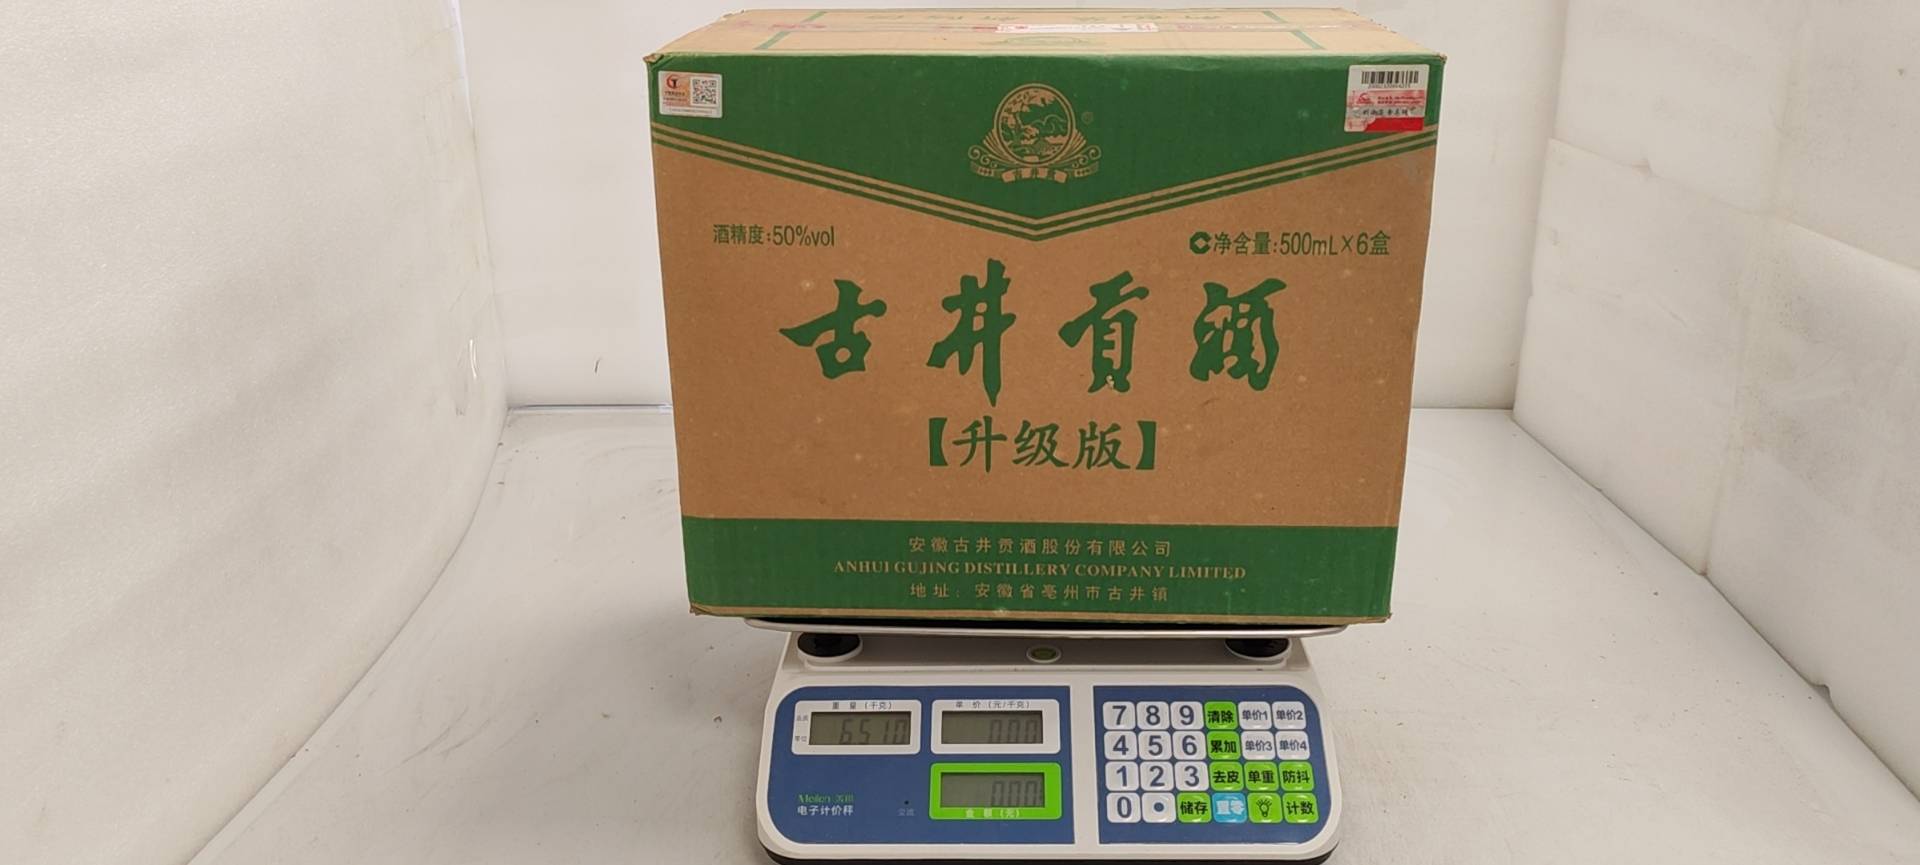 酒精度:50%vol
净含量:500mL×6盒
古井贡酒
【升级版】
安徽古井贡酒股份有限公司
ANHUI GUJING DISTILLERY COMPANY LIMITED
地址: 安徽省亳州市古井镇
重量(千克)
单价(元/千克)
6.510
0.00
0.00
金额(元)
电子计价秤
交流
7 8 9 清除 单价1 单价2
4 5 6 累加 单价3 单价4
1 2 3 去皮 单重 防抖
0 • 储存 置零 计数